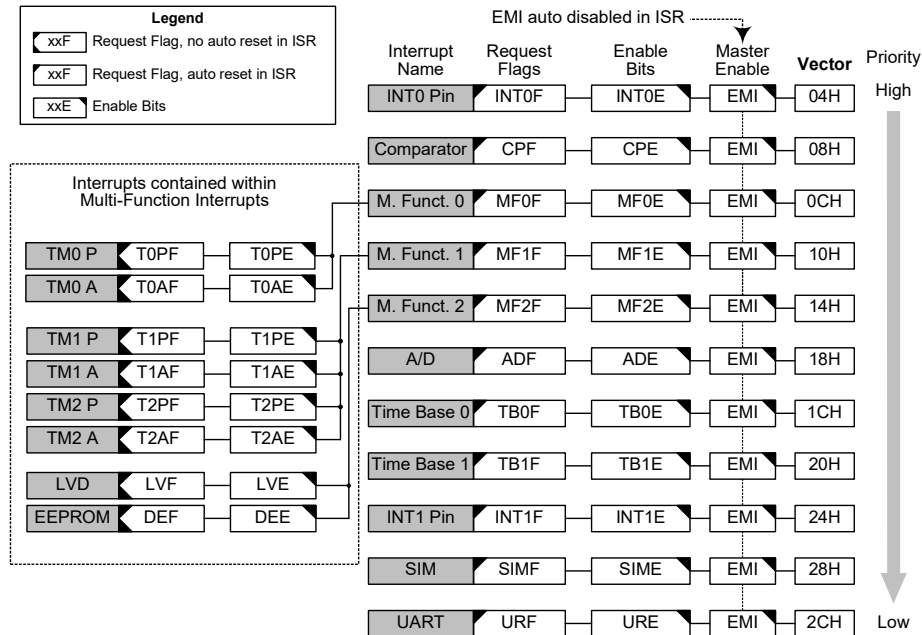 Legend
xxF Request Flag, no auto reset in ISR
xxF Request Flag, auto reset in ISR
xxE Enable Bits
EMI auto disabled in ISR
Interrupt Name Request Flags Enable Bits Master Enable Vector Priority
INT0 Pin INT0F INT0E EMI 04H High
Comparator CPF CPE EMI 08H
Interrupts contained within
Multi-Function Interrupts
M. Funct. 0 MF0F MF0E EMI 0CH
TM0 P T0PF T0PE
M. Funct. 1 MF1F MF1E EMI 10H
TM0 A T0AF T0AE
M. Funct. 2 MF2F MF2E EMI 14H
TM1 P T1PF T1PE
A/D ADF ADE EMI 18H
TM1 A T1AF T1AE
TM2 P T2PF T2PE
Time Base 0 TB0F TB0E EMI 1CH
TM2 A T2AF T2AE
Time Base 1 TB1F TB1E EMI 20H
LVD LVF LVE
EEPROM DEF DEE
INT1 Pin INT1F INT1E EMI 24H
SIM SIMF SIME EMI 28H
UART URF URE EMI 2CH Low